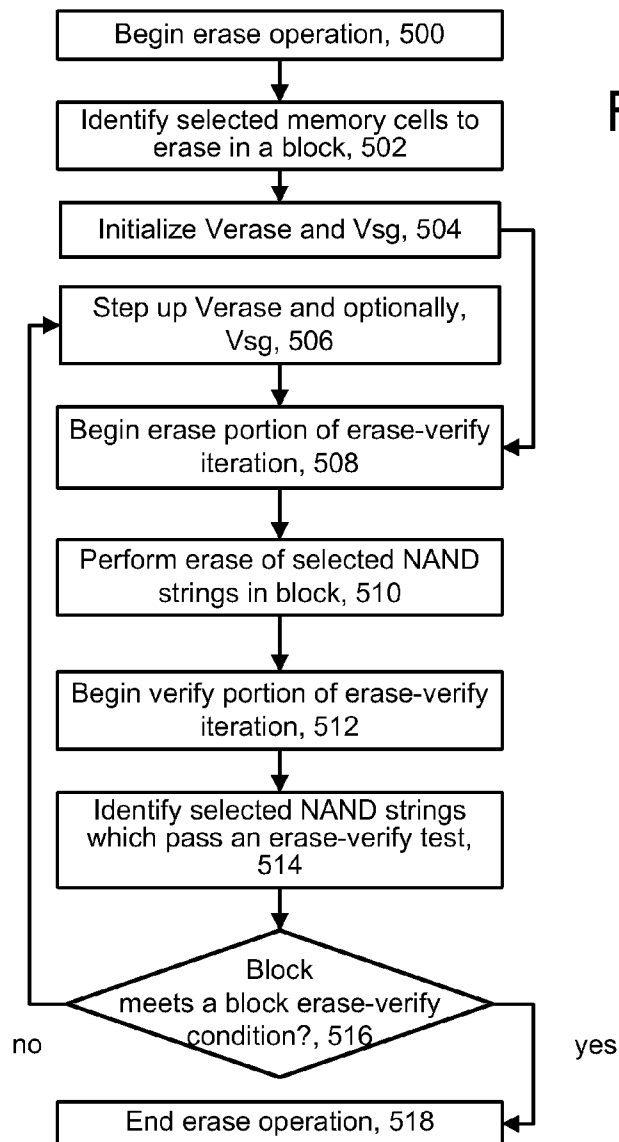 Begin erase operation, 500
F
Identify selected memory cells to
erase in a block, 502
Initialize Verase and Vsg, 504
Step up Verase and optionally,
Vsg, 506
Begin erase portion of erase-verify
iteration, 508
Perform erase of selected NAND
strings in block, 510
Begin verify portion of erase-verify
iteration, 512
Identify selected NAND strings
which pass an erase-verify test,
514
Block
meets a block erase-verify
condition?, 516
no
yes
End erase operation, 518